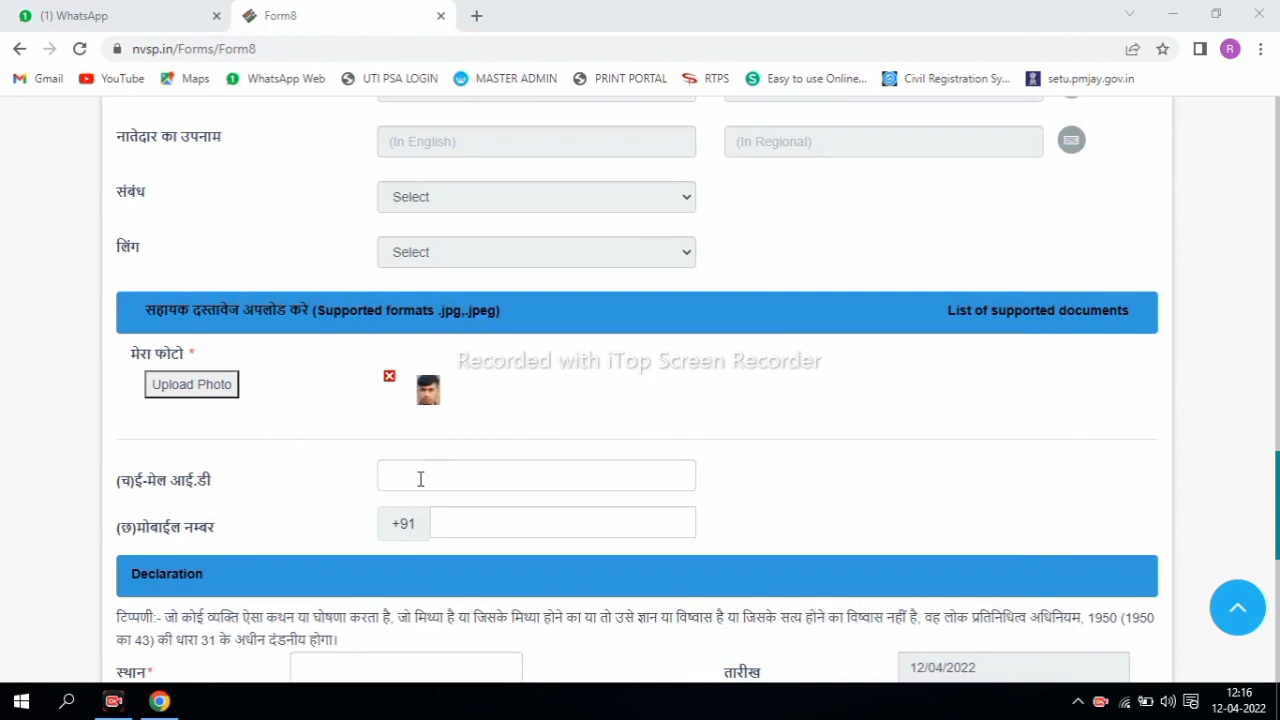 (1) WhatsApp
Form8
nvsp.in/Forms/Form8
R
Gmail YouTube Maps WhatsApp Web UTI PSA LOGIN MASTER ADMIN PRINT PORTAL RTPS Easy to use Online... Civil Registration Sy... setu.pmjay.gov.in
नातेदार का उपनाम (In English) (In Regional)
संबंध Select
लिंग Select
सहायक दस्तावेज अपलोड करे (Supported formats .jpg,.jpeg) List of supported documents
मेरा फोटो *
Recorded with iTop Screen Recorder
Upload Photo
(च)ई-मेल आई.डी
(छ)मोबाईल नम्बर +91
Declaration
टिप्पणी:- जो कोई व्यक्ति ऐसा कथन या घोषणा करता है, जो मिथ्या है या जिसके मिथ्या होने का या तो उसे ज्ञान या विष्वास है या जिसके सत्य होने का विष्वास नहीं है, वह लोक प्रतिनिधित्व अधिनियम, 1950 (1950
का 43) की धारा 31 के अधीन दंडनीय होगा।
स्थान* तारीख 12/04/2022
12:16
12-04-2022